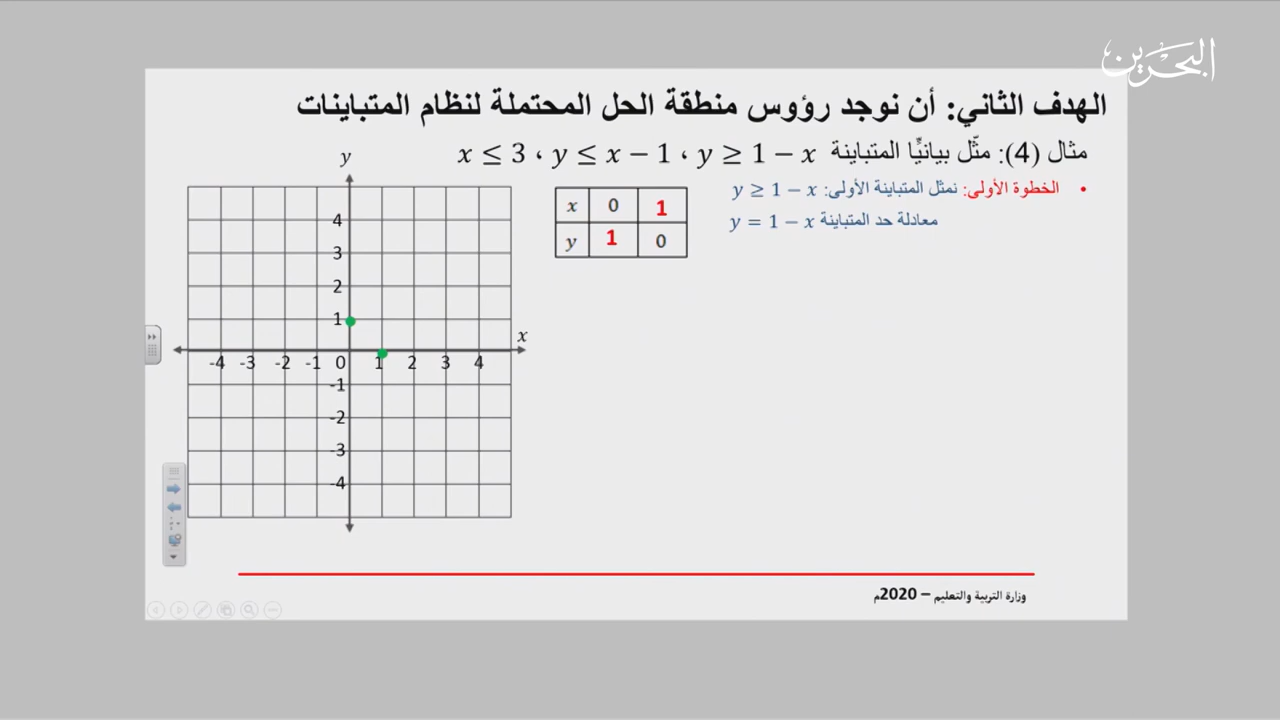 البحرين
الهدف الثاني: أن نوجد رؤوس منطقة الحل المحتملة لنظام المتباينات
مثال (4): مثّل بيانيًّا المتباينة x ≤ 3 ، y ≤ x − 1 ، y ≥ 1 − x
• الخطوة الأولى: نمثل المتباينة الأولى: y ≥ 1 − x
معادلة حد المتباينة y = 1 − x
x 0 1
y 1 0
y
4
3
2
1
x
-4 -3 -2 -1 0 1 2 3 4
-1
-2
-3
-4
وزارة التربية والتعليم – 2020م